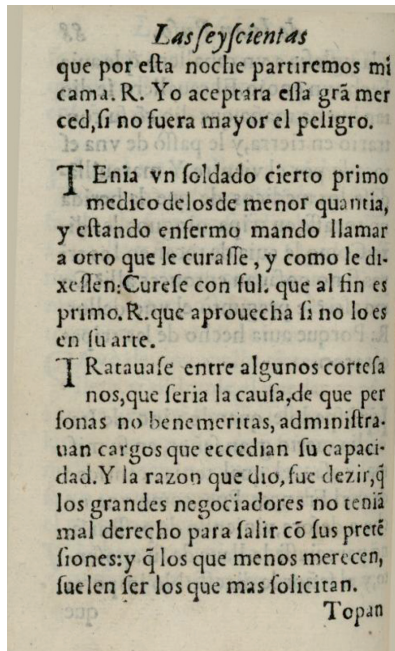 Las ſeyſcientas
que por eſta noche partiremos mi
cama. R. Yo aceptara eſſa grã mer
ced, ſi no fuera mayor el peligro.
TEnia vn ſoldado cierto primo
medico delos de menor quantia,
y eſtando enfermo mando llamar
a otro que le curaſſe, y como le di-
xeſſen: Cureſe con ful. que al fin es
primo. R. que aprouecha ſi no lo es
en ſu arte.
TRatauaſe entre algunos corteſa
nos, que ſeria la cauſa, de que per
ſonas no benemeritas, adminiſtra-
uan cargos que eccedian ſu capaci-
dad. Y la razon que dio, fue dezir, q̃
los grandes negociadores no teniã
mal derecho para ſalir cõ ſus pretẽ
ſiones: y q̃ los que menos merecen,
ſuelen ſer los que mas ſolicitan.
Topan